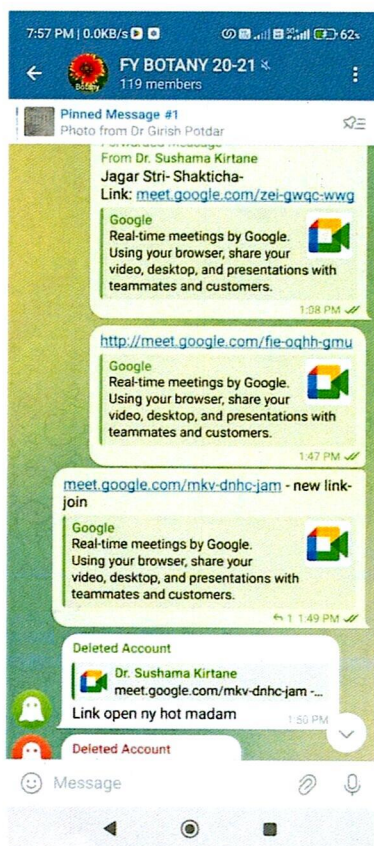 7:57 PM | 0.0KB/s 62%
FY BOTANY 20-21
Botany
119 members
Pinned Message #1
Photo from Dr Girish Potdar
Forwarded Message
From Dr. Sushama Kirtane
Jagar Stri- Shakticha-
Link: meet.google.com/zei-gwqc-wwg
Google
Real-time meetings by Google.
Using your browser, share your
video, desktop, and presentations with
teammates and customers.
1:08 PM
http://meet.google.com/fie-oqhh-gmu
Google
Real-time meetings by Google.
Using your browser, share your
video, desktop, and presentations with
teammates and customers.
1:47 PM
meet.google.com/mkv-dnhc-jam - new link-
join
Google
Real-time meetings by Google.
Using your browser, share your
video, desktop, and presentations with
teammates and customers.
1 1:49 PM
Deleted Account
Dr. Sushama Kirtane
meet.google.com/mkv-dnhc-jam -...
Link open ny hot madam
1:50 PM
Deleted Account
Message